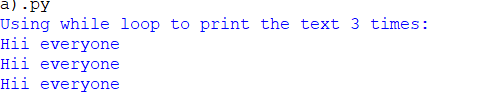 a).py
Using while loop to print the text 3 times:
Hii everyone
Hii everyone
Hii everyone